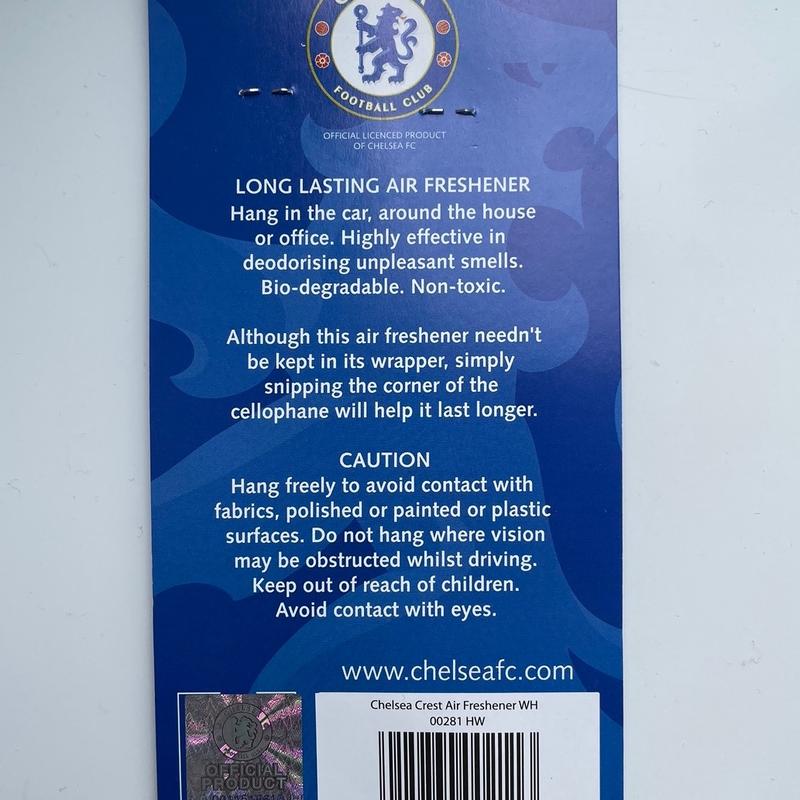 FOOTBALL CLUB
OFFICIAL LICENCED PRODUCT
OF CHELSEA FC
LONG LASTING AIR FRESHENER
Hang in the car, around the house
or office. Highly effective in
deodorising unpleasant smells.
Bio-degradable. Non-toxic.
Although this air freshener needn't
be kept in its wrapper, simply
snipping the corner of the
cellophane will help it last longer.
CAUTION
Hang freely to avoid contact with
fabrics, polished or painted or plastic
surfaces. Do not hang where vision
may be obstructed whilst driving.
Keep out of reach of children.
Avoid contact with eyes.
www.chelseafc.com
Chelsea Crest Air Freshener WH
00281 HW
OFFICIAL
PRODUCT